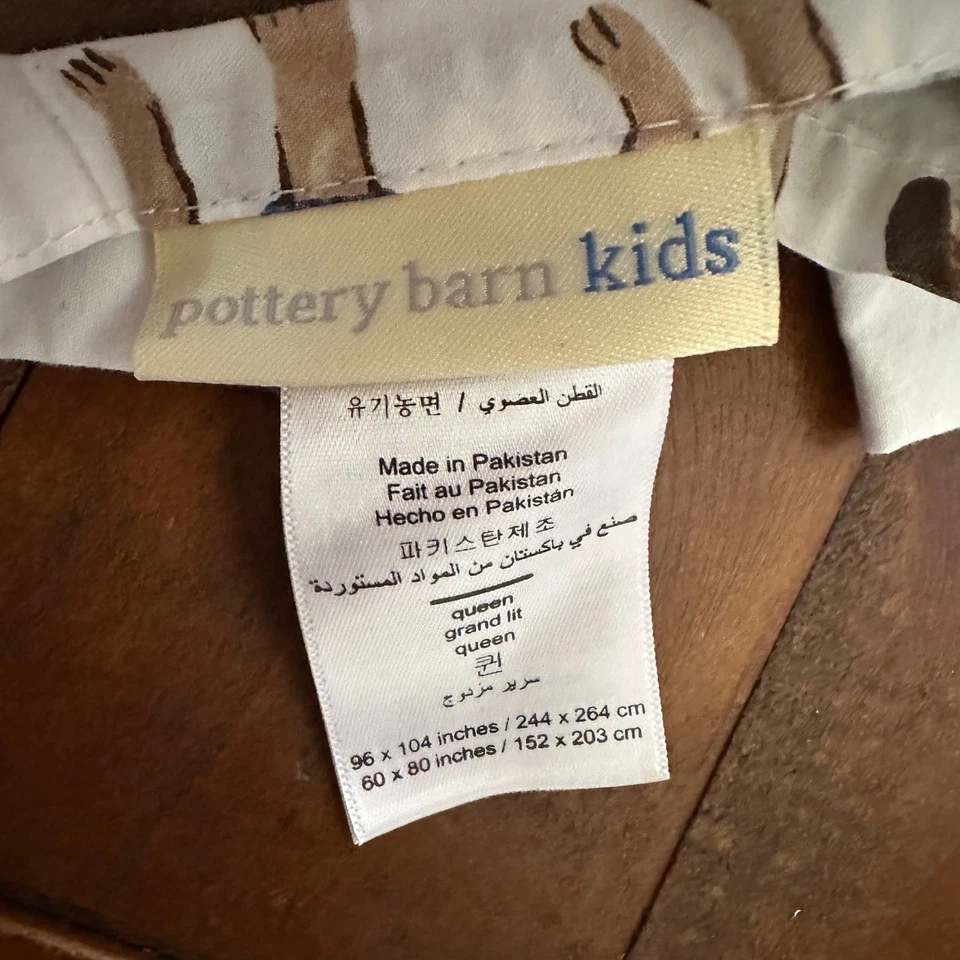 pottery barn kids
유기농면 / القطن العضوي
Made in Pakistan
Fait au Pakistan
Hecho en Pakistán
파키스탄제조
صنع في باكستان من المواد المستوردة
queen
grand lit
queen
퀸
سرير مزدوج
96 x 104 inches / 244 x 264 cm
60 x 80 inches / 152 x 203 cm